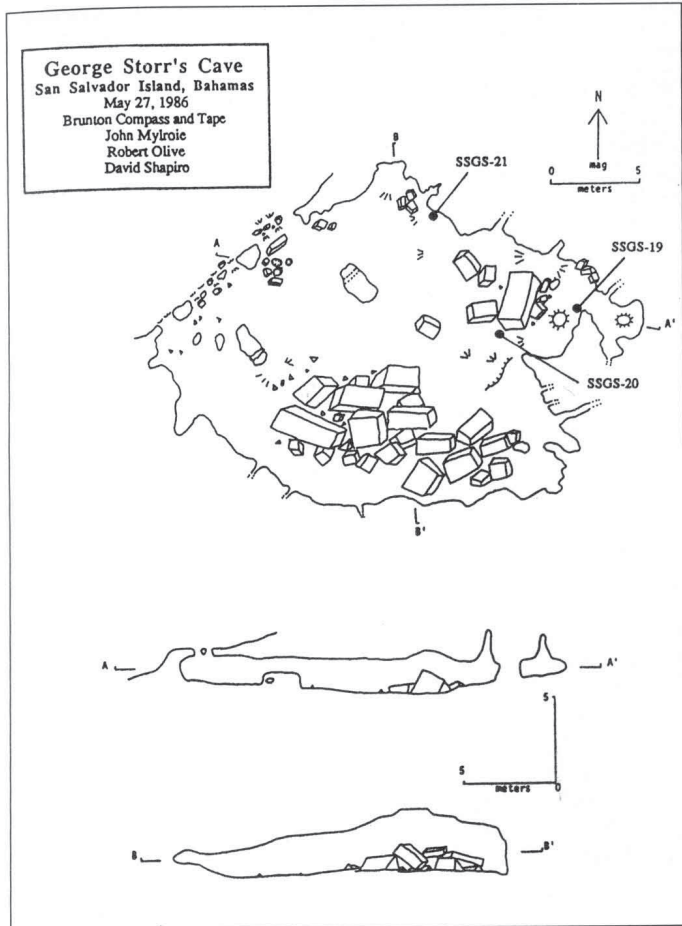 George Storr's Cave
San Salvador Island, Bahamas
May 27, 1986
Brunton Compass and Tape
John Mylroie
Robert Olive
David Shapiro
N
mag
0 5
meters
B
SSGS-21
A
SSGS-19
A'
SSGS-20
B'
A
A'
5
5
meters
0
B
B'